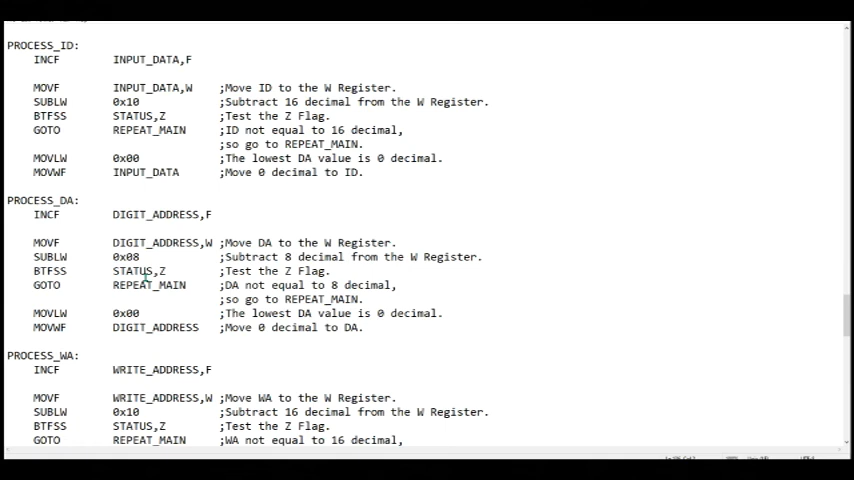 PROCESS_ID:
INCF INPUT_DATA,F
MOVF INPUT_DATA,W ;Move ID to the W Register.
SUBLW 0x10 ;Subtract 16 decimal from the W Register.
BTFSS STATUS,Z ;Test the Z Flag.
GOTO REPEAT_MAIN ;ID not equal to 16 decimal,
;so go to REPEAT_MAIN.
MOVLW 0x00 ;The lowest DA value is 0 decimal.
MOVWF INPUT_DATA ;Move 0 decimal to ID.
PROCESS_DA:
INCF DIGIT_ADDRESS,F
MOVF DIGIT_ADDRESS,W ;Move DA to the W Register.
SUBLW 0x08 ;Subtract 8 decimal from the W Register.
BTFSS STATUS,Z ;Test the Z Flag.
GOTO REPEAT_MAIN ;DA not equal to 8 decimal,
;so go to REPEAT_MAIN.
MOVLW 0x00 ;The lowest DA value is 0 decimal.
MOVWF DIGIT_ADDRESS ;Move 0 decimal to DA.
PROCESS_WA:
INCF WRITE_ADDRESS,F
MOVF WRITE_ADDRESS,W ;Move WA to the W Register.
SUBLW 0x10 ;Subtract 16 decimal from the W Register.
BTFSS STATUS,Z ;Test the Z Flag.
GOTO REPEAT_MAIN ;WA not equal to 16 decimal,